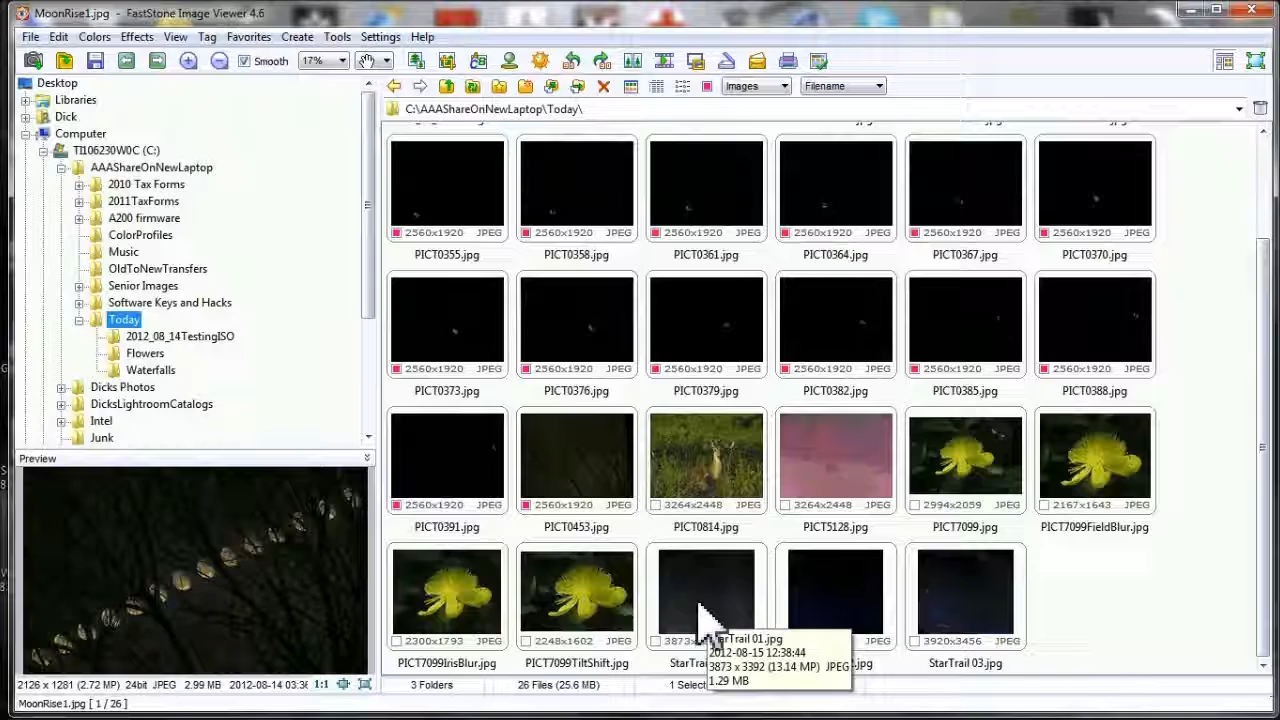 MoonRise1.jpg - FastStone Image Viewer 4.6
File Edit Colors Effects View Tag Favorites Create Tools Settings Help
Smooth 17%
Images Filename
C:\AAAShareOnNewLaptop\Today\
Desktop
Libraries
Dick
Computer
TI106230W0C (C:)
AAAShareOnNewLaptop
2010 Tax Forms
2011TaxForms
A200 firmware
ColorProfiles
Music
OldToNewTransfers
Senior Images
Software Keys and Hacks
Today
2012_08_14TestingISO
Flowers
Waterfalls
Dicks Photos
DicksLightroomCatalogs
Intel
Junk
Preview
2560x1920 JPEG 2560x1920 JPEG 2560x1920 JPEG 2560x1920 JPEG 2560x1920 JPEG 2560x1920 JPEG
PICT0355.jpg PICT0358.jpg PICT0361.jpg PICT0364.jpg PICT0367.jpg PICT0370.jpg
2560x1920 JPEG 2560x1920 JPEG 2560x1920 JPEG 2560x1920 JPEG 2560x1920 JPEG 2560x1920 JPEG
PICT0373.jpg PICT0376.jpg PICT0379.jpg PICT0382.jpg PICT0385.jpg PICT0388.jpg
2560x1920 JPEG 2560x1920 JPEG 3264x2448 JPEG 3264x2448 JPEG 2994x2059 JPEG 2167x1643 JPEG
PICT0391.jpg PICT0453.jpg PICT0814.jpg PICT5128.jpg PICT7099.jpg PICT7099FieldBlur.jpg
2300x1793 JPEG 2248x1602 JPEG 3873x JPEG 3920x3456 JPEG
PICT7099IrisBlur.jpg PICT7099TiltShift.jpg StarTrail .jpg StarTrail 03.jpg
arTrail 01.jpg
2012-08-15 12:38:44
3873 x 3392 (13.14 MP) JPEG
1.29 MB
2126 x 1281 (2.72 MP) 24bit JPEG 2.99 MB 2012-08-14 03:36 1:1
3 Folders 26 Files (25.6 MB) 1 Select
MoonRise1.jpg [ 1 / 26 ]